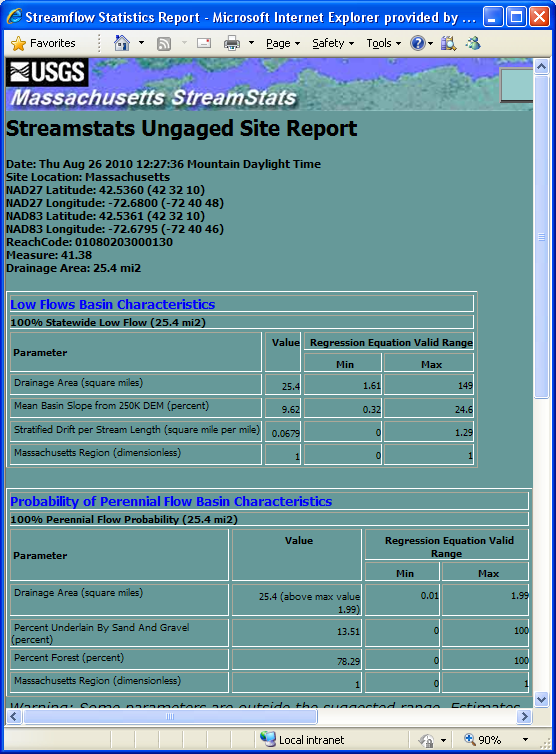 Streamflow Statistics Report - Microsoft Internet Explorer provided by ...
Favorites Page Safety Tools
USGS
Massachusetts StreamStats
Streamstats Ungaged Site Report
Date: Thu Aug 26 2010 12:27:36 Mountain Daylight Time
Site Location: Massachusetts
NAD27 Latitude: 42.5360 (42 32 10)
NAD27 Longitude: -72.6800 (-72 40 48)
NAD83 Latitude: 42.5361 (42 32 10)
NAD83 Longitude: -72.6795 (-72 40 46)
ReachCode: 01080203000130
Measure: 41.38
Drainage Area: 25.4 mi2
Low Flows Basin Characteristics
100% Statewide Low Flow (25.4 mi2)
Parameter Value Regression Equation Valid Range
Min Max
Drainage Area (square miles) 25.4 1.61 149
Mean Basin Slope from 250K DEM (percent) 9.62 0.32 24.6
Stratified Drift per Stream Length (square mile per mile) 0.0679 0 1.29
Massachusetts Region (dimensionless) 1 0 1
Probability of Perennial Flow Basin Characteristics
100% Perennial Flow Probability (25.4 mi2)
Parameter Value Regression Equation Valid
Range
Min Max
Drainage Area (square miles) 25.4 (above max value 0.01 1.99
1.99)
Percent Underlain By Sand And Gravel
(percent) 13.51 0 100
Percent Forest (percent) 78.29 0 100
Massachusetts Region (dimensionless) 1 0 1
Warning: Some parameters are outside the suggested range. Estimates
Local intranet 90%